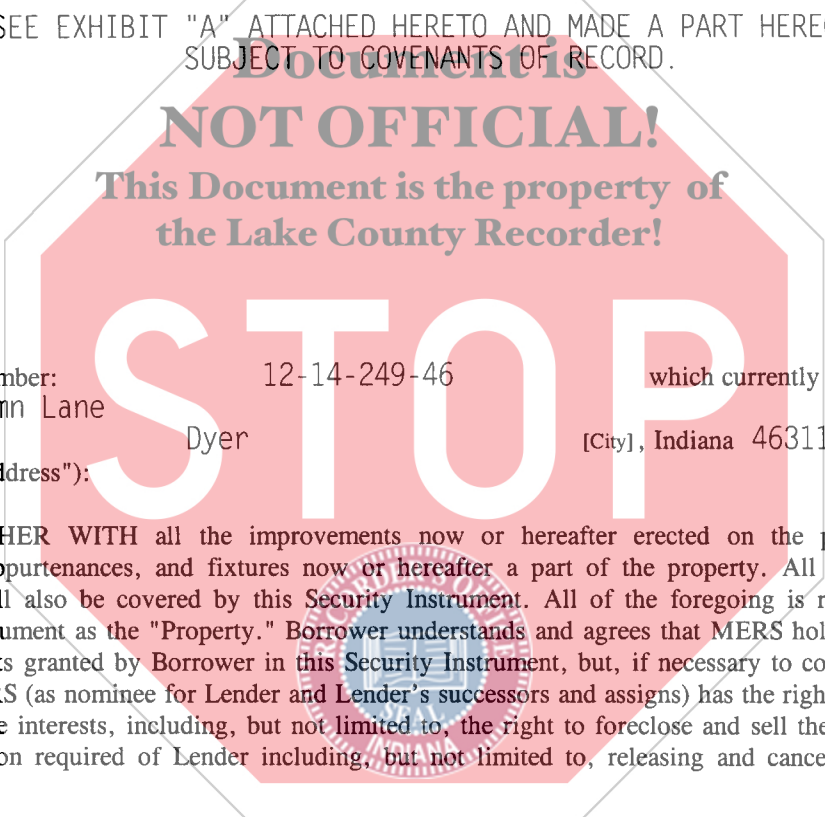 SEE EXHIBIT "A" ATTACHED HERETO AND MADE A PART HEREO
SUBJECT TO COVENANTS OF RECORD.
Document is
NOT OFFICIAL!
This Document is the property of
the Lake County Recorder!
STOP
mber: 12-14-249-46 which currently
mn Lane
Dyer [City], Indiana 46311
ddress"):
HER WITH all the improvements now or hereafter erected on the p
ppurtenances, and fixtures now or hereafter a part of the property. All
ll also be covered by this Security Instrument. All of the foregoing is r
ument as the "Property." Borrower understands and agrees that MERS hol
ts granted by Borrower in this Security Instrument, but, if necessary to co
RS (as nominee for Lender and Lender's successors and assigns) has the righ
e interests, including, but not limited to, the right to foreclose and sell the
on required of Lender including, but not limited to, releasing and cance
SEAL
INDIANA